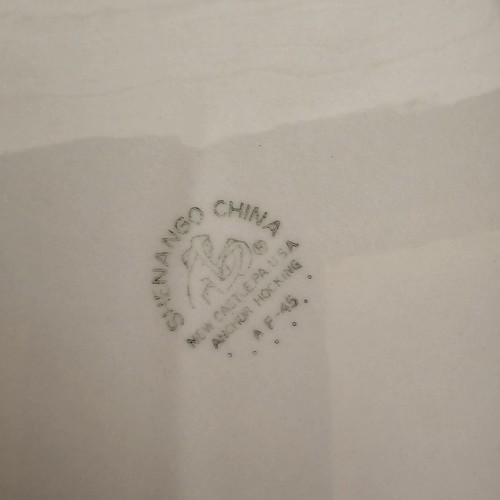 SHENANGO CHINA
®
NEW CASTLE, PA. U.S.A
ANCHOR HOCKING
A F-45